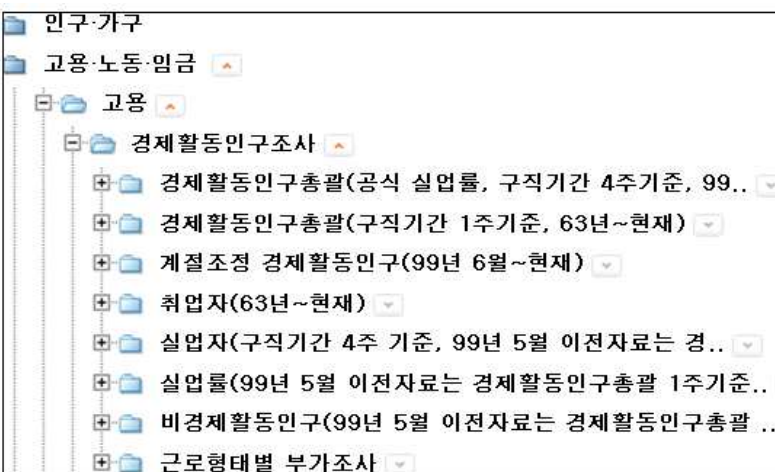 인구·가구
고용·노동·임금
고용
경제활동인구조사
경제활동인구총괄(공식 실업률, 구직기간 4주기준, 99..
경제활동인구총괄(구직기간 1주기준, 63년~현재)
계절조정 경제활동인구(99년 6월~현재)
취업자(63년~현재)
실업자(구직기간 4주 기준, 99년 5월 이전자료는 경..
실업률(99년 5월 이전자료는 경제활동인구총괄 1주기준..
비경제활동인구(99년 5월 이전자료는 경제활동인구총괄 ..
근로형태별 부가조사